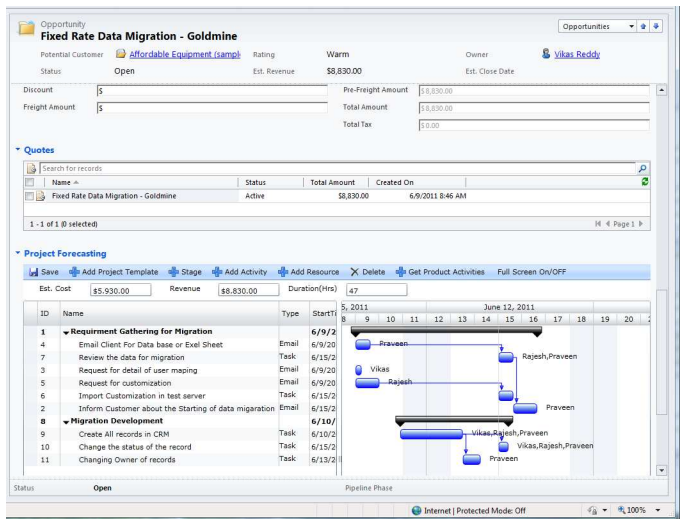 Opportunity
Fixed Rate Data Migration - Goldmine
Opportunities
Potential Customer Affordable Equipment (sampl Rating Warm Owner Vikas Reddy
Status Open Est. Revenue $8,830.00 Est. Close Date
Discount $ Pre-Freight Amount $8,830.00
Freight Amount $ Total Amount $8,830.00
Total Tax $0.00
Quotes
Search for records
Name Status Total Amount Created On
Fixed Rate Data Migration - Goldmine Active $8,830.00 6/9/2011 8:46 AM
1 - 1 of 1 (0 selected) Page 1
Project Forecasting
Save Add Project Template Stage Add Activity Add Resource Delete Get Product Activities Full Screen On/OFF
Est. Cost $5.930.00 Revenue $8.830.00 Duration(Hrs) 47
ID Name Type StartTi 5, 2011 June 12, 2011
8 9 10 11 12 13 14 15 16 17 18 19 20
1 Requirment Gathering for Migration 6/9/2
4 Email Client For Data base or Exel Sheet Email 6/9/20 Praveen
7 Review the data for migration Task 6/15/2 Rajesh,Praveen
3 Request for detail of user maping Email 6/9/20 Vikas
5 Request for customization Email 6/9/20 Rajesh
6 Import Customization in test server Task 6/15/2
2 Inform Customer about the Starting of data migaration Email 6/15/2 Praveen
8 Migration Development 6/10/
9 Create All records in CRM Task 6/10/2 Vikas,Rajesh,Praveen
10 Change the status of the record Task 6/15/2 Vikas,Rajesh,Praveen
11 Changing Owner of records Task 6/13/2 Praveen
Status Open Pipeline Phase
Internet | Protected Mode: Off 100%